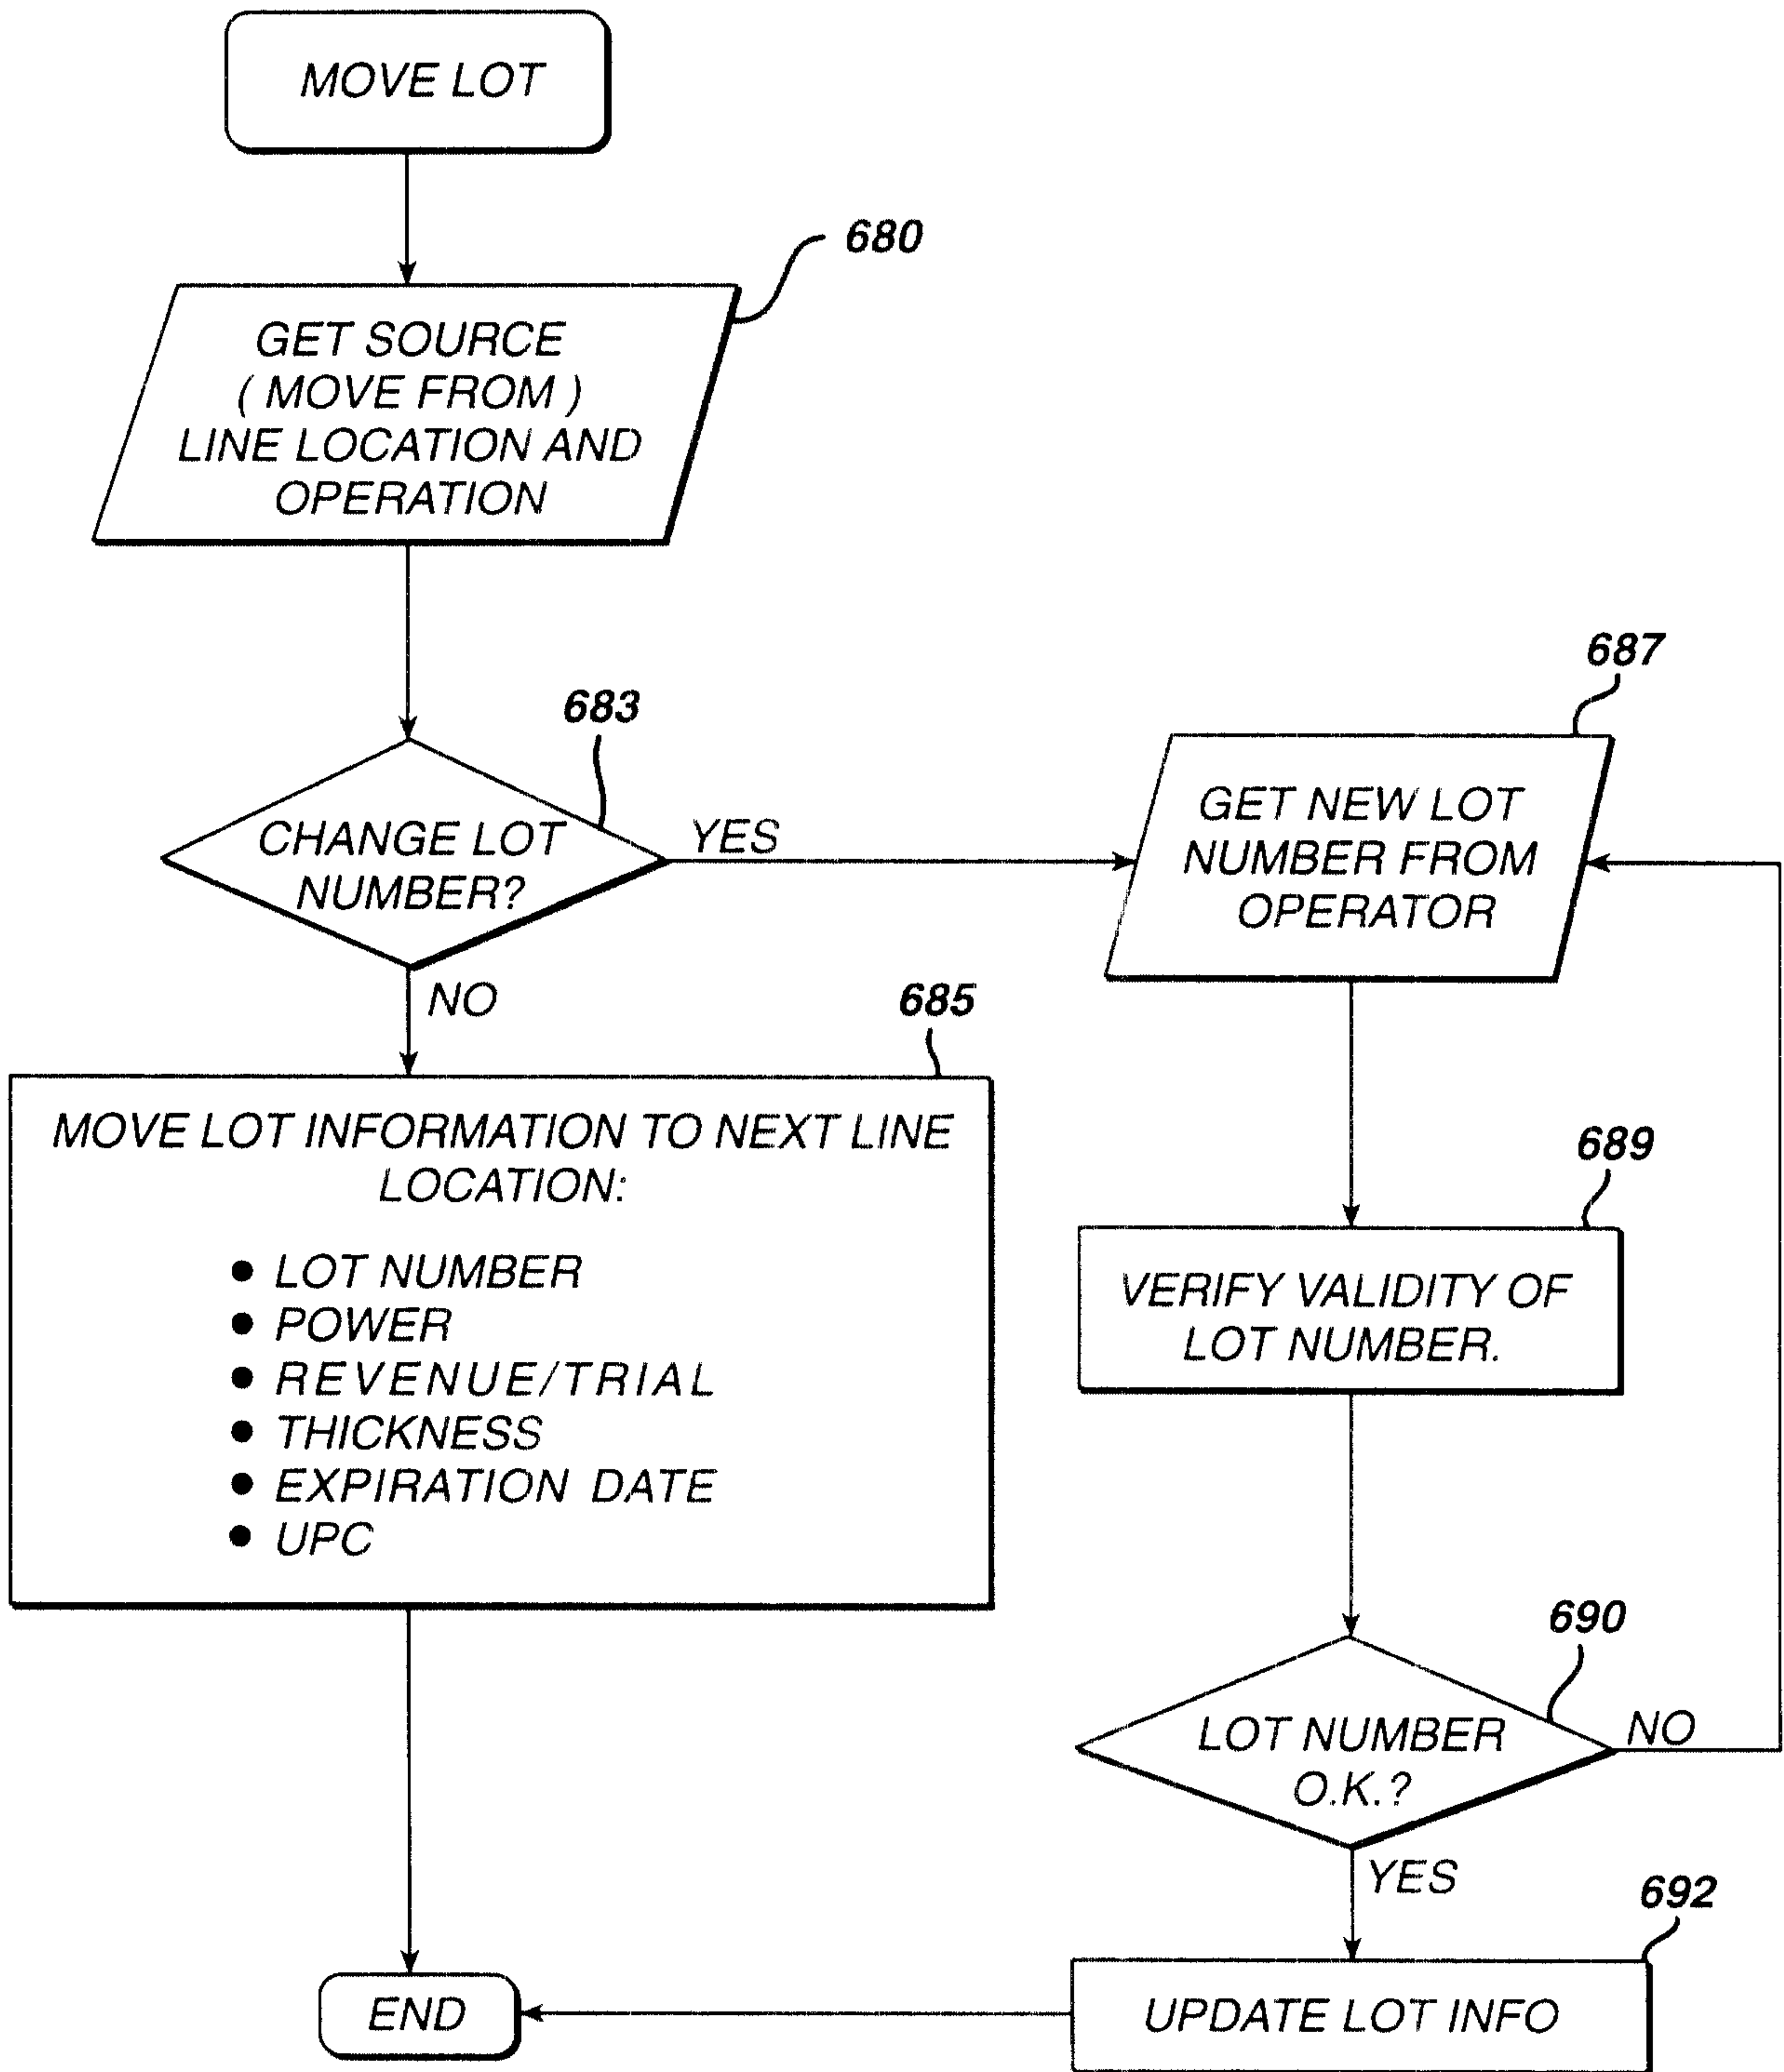 MOVE LOT
680
GET SOURCE
( MOVE FROM )
LINE LOCATION AND
OPERATION
683
CHANGE LOT
NUMBER?
YES
NO
687
GET NEW LOT
NUMBER FROM
OPERATOR
685
MOVE LOT INFORMATION TO NEXT LINE
LOCATION:
● LOT NUMBER
● POWER
● REVENUE/TRIAL
● THICKNESS
● EXPIRATION DATE
● UPC
689
VERIFY VALIDITY OF
LOT NUMBER.
690
LOT NUMBER
O.K.?
NO
YES
692
UPDATE LOT INFO
END